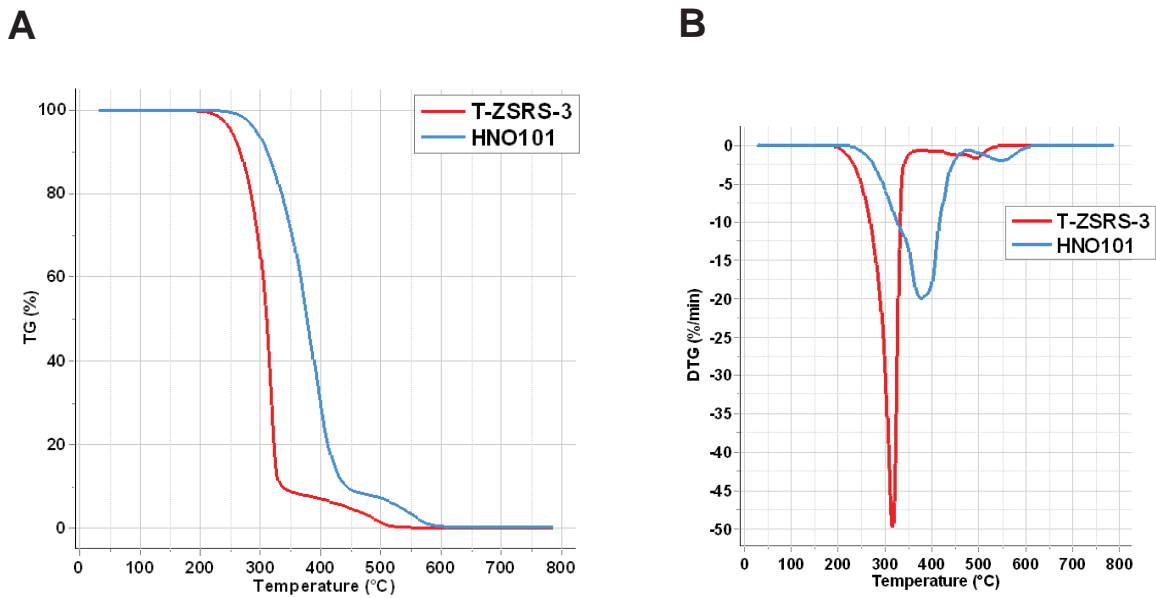 A
B
T-ZSRS-3
HNO101
100
80
60
40
20
0
TG (%)
0 100 200 300 400 500 600 700 800
Temperature (°C)
0
-5
-10
-15
-20
-25
-30
-35
-40
-45
-50
DTG (%/min)
T-ZSRS-3
HNO101
0 100 200 300 400 500 600 700 800
Temperature (°C)